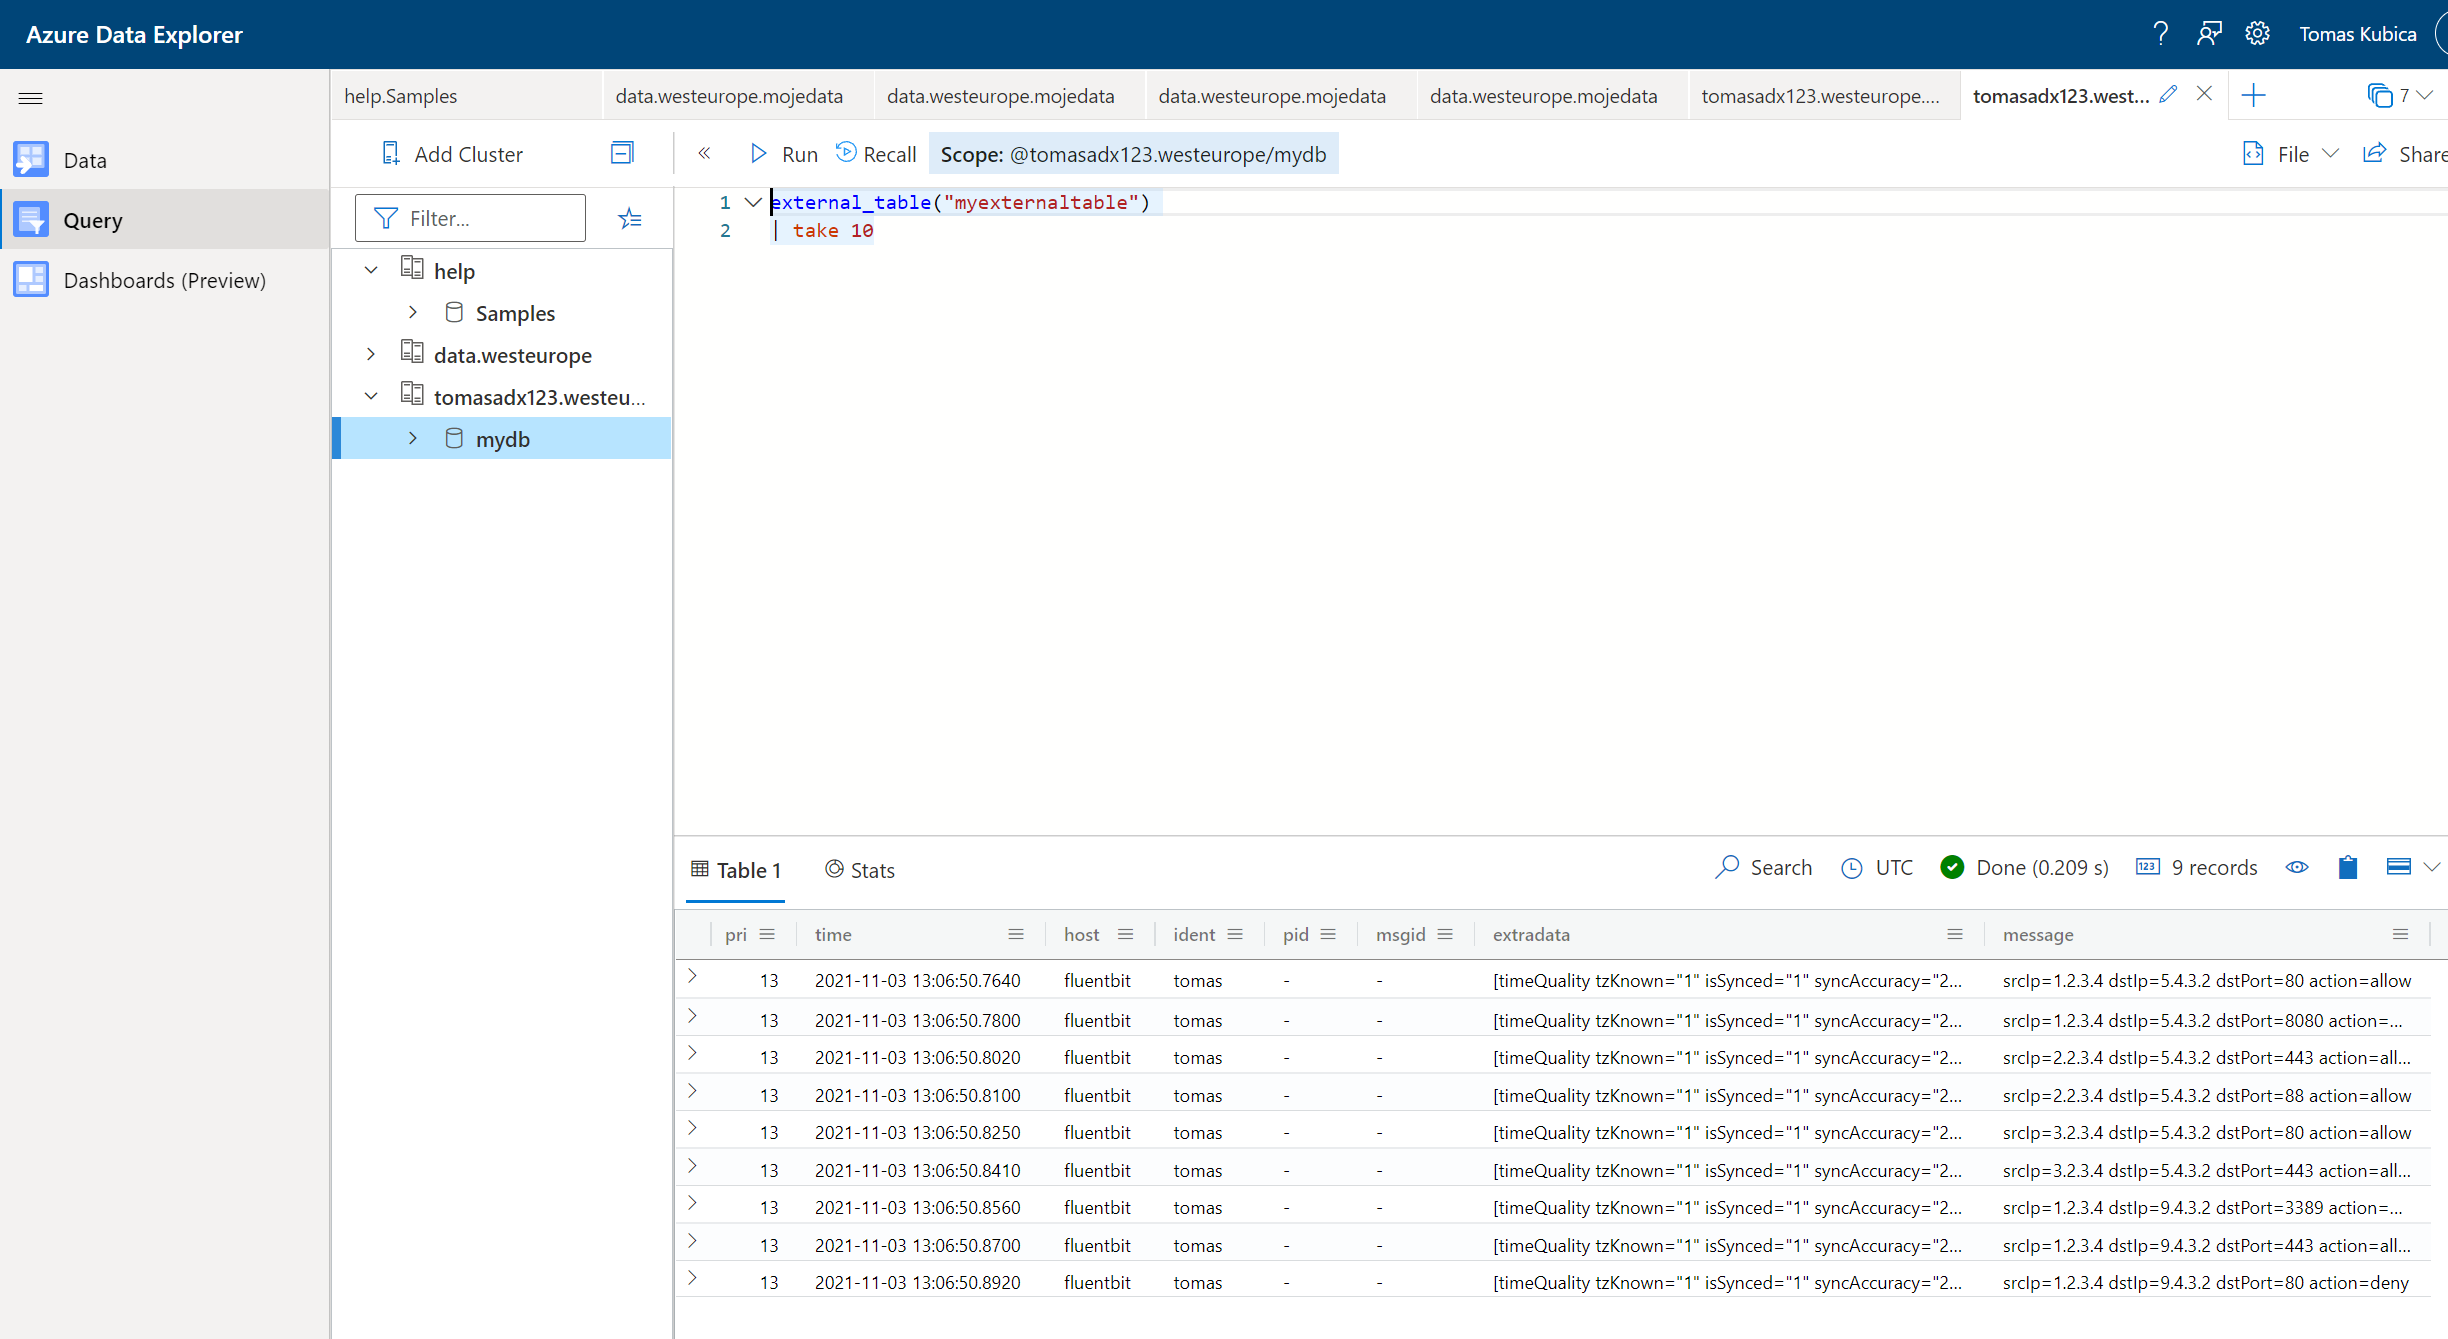 Azure Data Explorer
Tomas Kubica
help.Samples
data.westeurope.mojedata
data.westeurope.mojedata
data.westeurope.mojedata
data.westeurope.mojedata
tomasadx123.westeurope....
tomasadx123.west...
7
Data
Query
Dashboards (Preview)
Add Cluster
Run
Recall
Scope: @tomasadx123.westeurope/mydb
File
Share
Filter...
help
Samples
data.westeurope
tomasadx123.westeu...
mydb
1 external_table("myexternaltable")
2 | take 10
Table 1
Stats
Search
UTC
Done (0.209 s)
123
9 records
pri time host ident pid msgid extradata message
13 2021-11-03 13:06:50.7640 fluentbit tomas - - [timeQuality tzKnown="1" isSynced="1" syncAccuracy="2... srcIp=1.2.3.4 dstIp=5.4.3.2 dstPort=80 action=allow
13 2021-11-03 13:06:50.7800 fluentbit tomas - - [timeQuality tzKnown="1" isSynced="1" syncAccuracy="2... srcIp=1.2.3.4 dstIp=5.4.3.2 dstPort=8080 action=...
13 2021-11-03 13:06:50.8020 fluentbit tomas - - [timeQuality tzKnown="1" isSynced="1" syncAccuracy="2... srcIp=2.2.3.4 dstIp=5.4.3.2 dstPort=443 action=all...
13 2021-11-03 13:06:50.8100 fluentbit tomas - - [timeQuality tzKnown="1" isSynced="1" syncAccuracy="2... srcIp=2.2.3.4 dstIp=5.4.3.2 dstPort=88 action=allow
13 2021-11-03 13:06:50.8250 fluentbit tomas - - [timeQuality tzKnown="1" isSynced="1" syncAccuracy="2... srcIp=3.2.3.4 dstIp=5.4.3.2 dstPort=80 action=allow
13 2021-11-03 13:06:50.8410 fluentbit tomas - - [timeQuality tzKnown="1" isSynced="1" syncAccuracy="2... srcIp=3.2.3.4 dstIp=5.4.3.2 dstPort=443 action=all...
13 2021-11-03 13:06:50.8560 fluentbit tomas - - [timeQuality tzKnown="1" isSynced="1" syncAccuracy="2... srcIp=1.2.3.4 dstIp=9.4.3.2 dstPort=3389 action=...
13 2021-11-03 13:06:50.8700 fluentbit tomas - - [timeQuality tzKnown="1" isSynced="1" syncAccuracy="2... srcIp=1.2.3.4 dstIp=9.4.3.2 dstPort=443 action=all...
13 2021-11-03 13:06:50.8920 fluentbit tomas - - [timeQuality tzKnown="1" isSynced="1" syncAccuracy="2... srcIp=1.2.3.4 dstIp=9.4.3.2 dstPort=80 action=deny